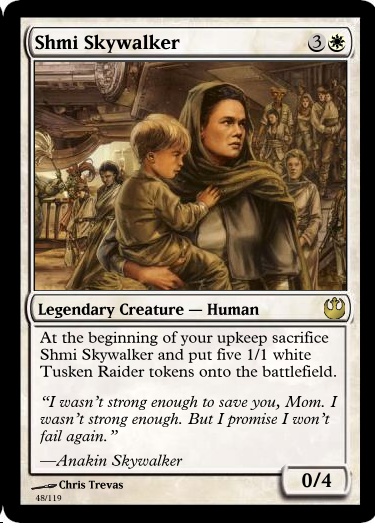 Shmi Skywalker 3
Legendary Creature — Human
At the beginning of your upkeep sacrifice
Shmi Skywalker and put five 1/1 white
Tusken Raider tokens onto the battlefield.
“I wasn't strong enough to save you, Mom. I
wasn't strong enough. But I promise I won't
fail again.”
—Anakin Skywalker
0/4
Chris Trevas
48/119